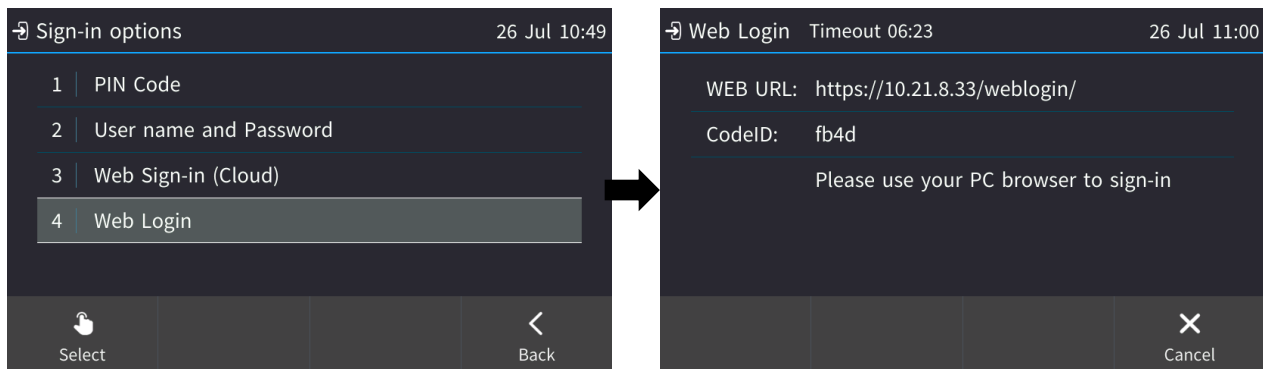 Sign-in options 26 Jul 10:49
1 PIN Code
2 User name and Password
3 Web Sign-in (Cloud)
4 Web Login
Select Back
Web Login Timeout 06:23 26 Jul 11:00
WEB URL: https://10.21.8.33/weblogin/
CodeID: fb4d
Please use your PC browser to sign-in
Cancel